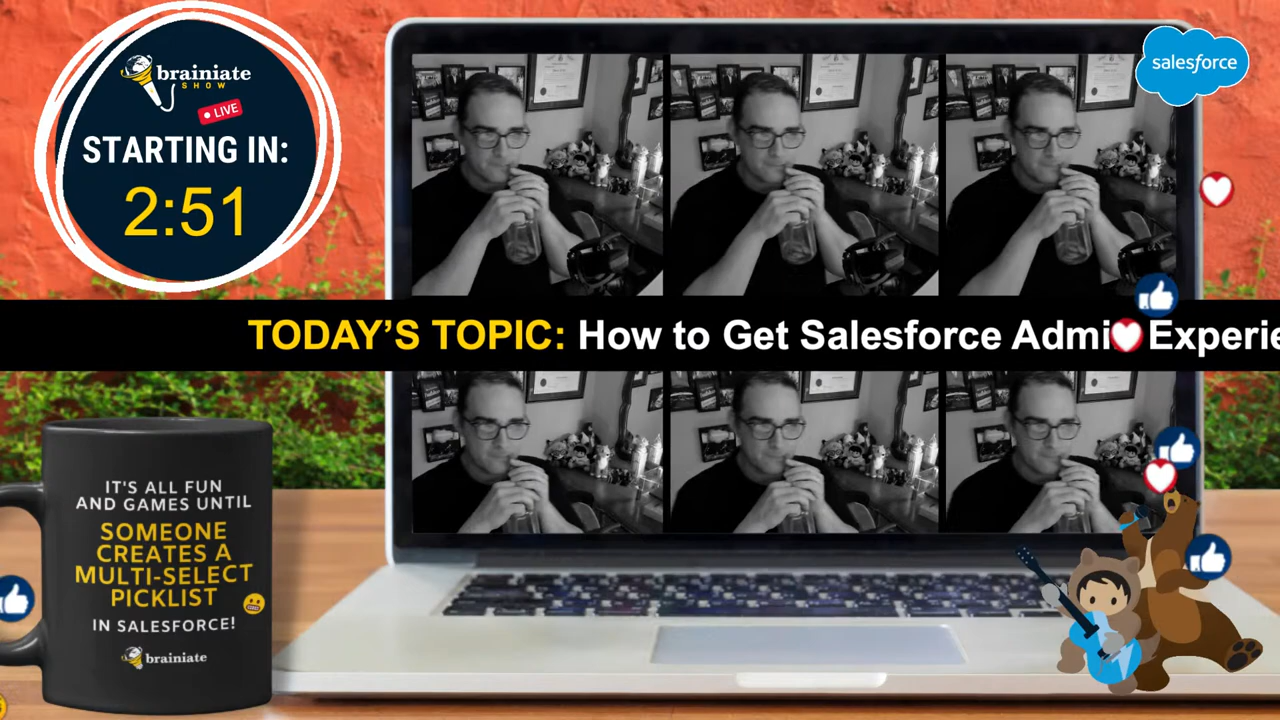 brainiate
SHOW
LIVE
STARTING IN:
2:51
salesforce
TODAY'S TOPIC: How to Get Salesforce Admi Experie
IT'S ALL FUN
AND GAMES UNTIL
SOMEONE
CREATES A
MULTI-SELECT
PICKLIST
IN SALESFORCE!
brainiate